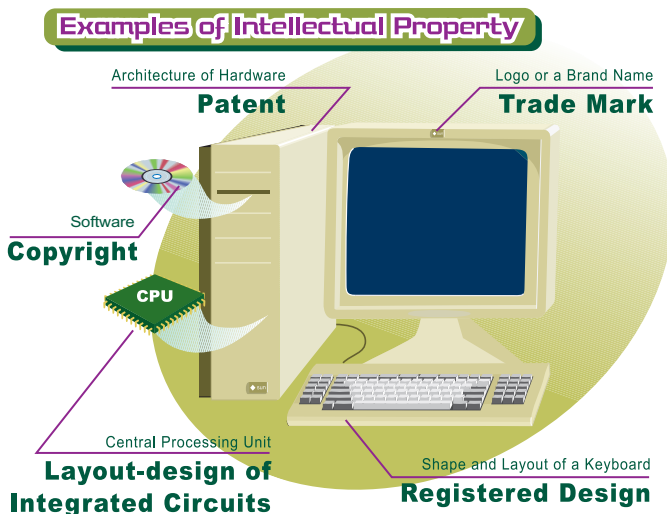 Examples of Intellectual Property
Architecture of Hardware
Patent
Logo or a Brand Name
Trade Mark
Software
Copyright
CPU
sun
Central Processing Unit
Layout-design of
Integrated Circuits
Shape and Layout of a Keyboard
Registered Design